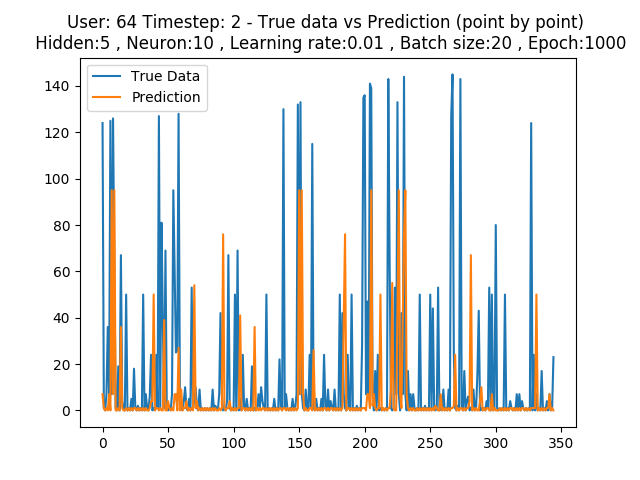 User: 64 Timestep: 2 - True data vs Prediction (point by point)
Hidden:5 , Neuron:10 , Learning rate:0.01 , Batch size:20 , Epoch:1000
True Data
Prediction
140
120
100
80
60
40
20
0
0 50 100 150 200 250 300 350